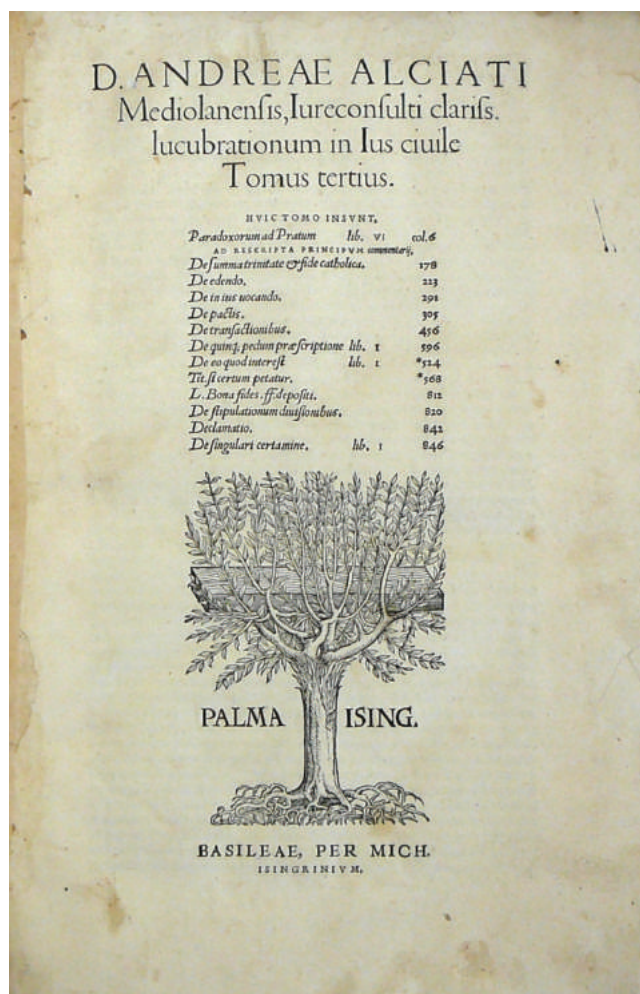 D. ANDREAE ALCIATI
Mediolanenſis, Iureconſulti clariſs.
lucubrationum in Ius ciuile
Tomus tertius.
HVIC TOMO INSVNT,
Paradoxorum ad Pratum lib. VI col. 6
AD RESCRIPTA PRINCIPVM commentarij,
De ſumma trinitate & fide catholica. 178
De edendo. 223
De in ius uocando. 291
De pactis. 305
De tranſactionibus. 456
De quinq; pedum præſcriptione lib. I 596
De eo quod intereſt lib. I *524
Tit. ſi certum petatur. *568
L. Bona fides .ff. depoſiti. 812
De ſtipulationum diuiſionibus. 820
Declamatio. 842
De ſingulari certamine. lib. I 846
PALMA ISING.
BASILEAE, PER MICH.
ISINGRINIVM.